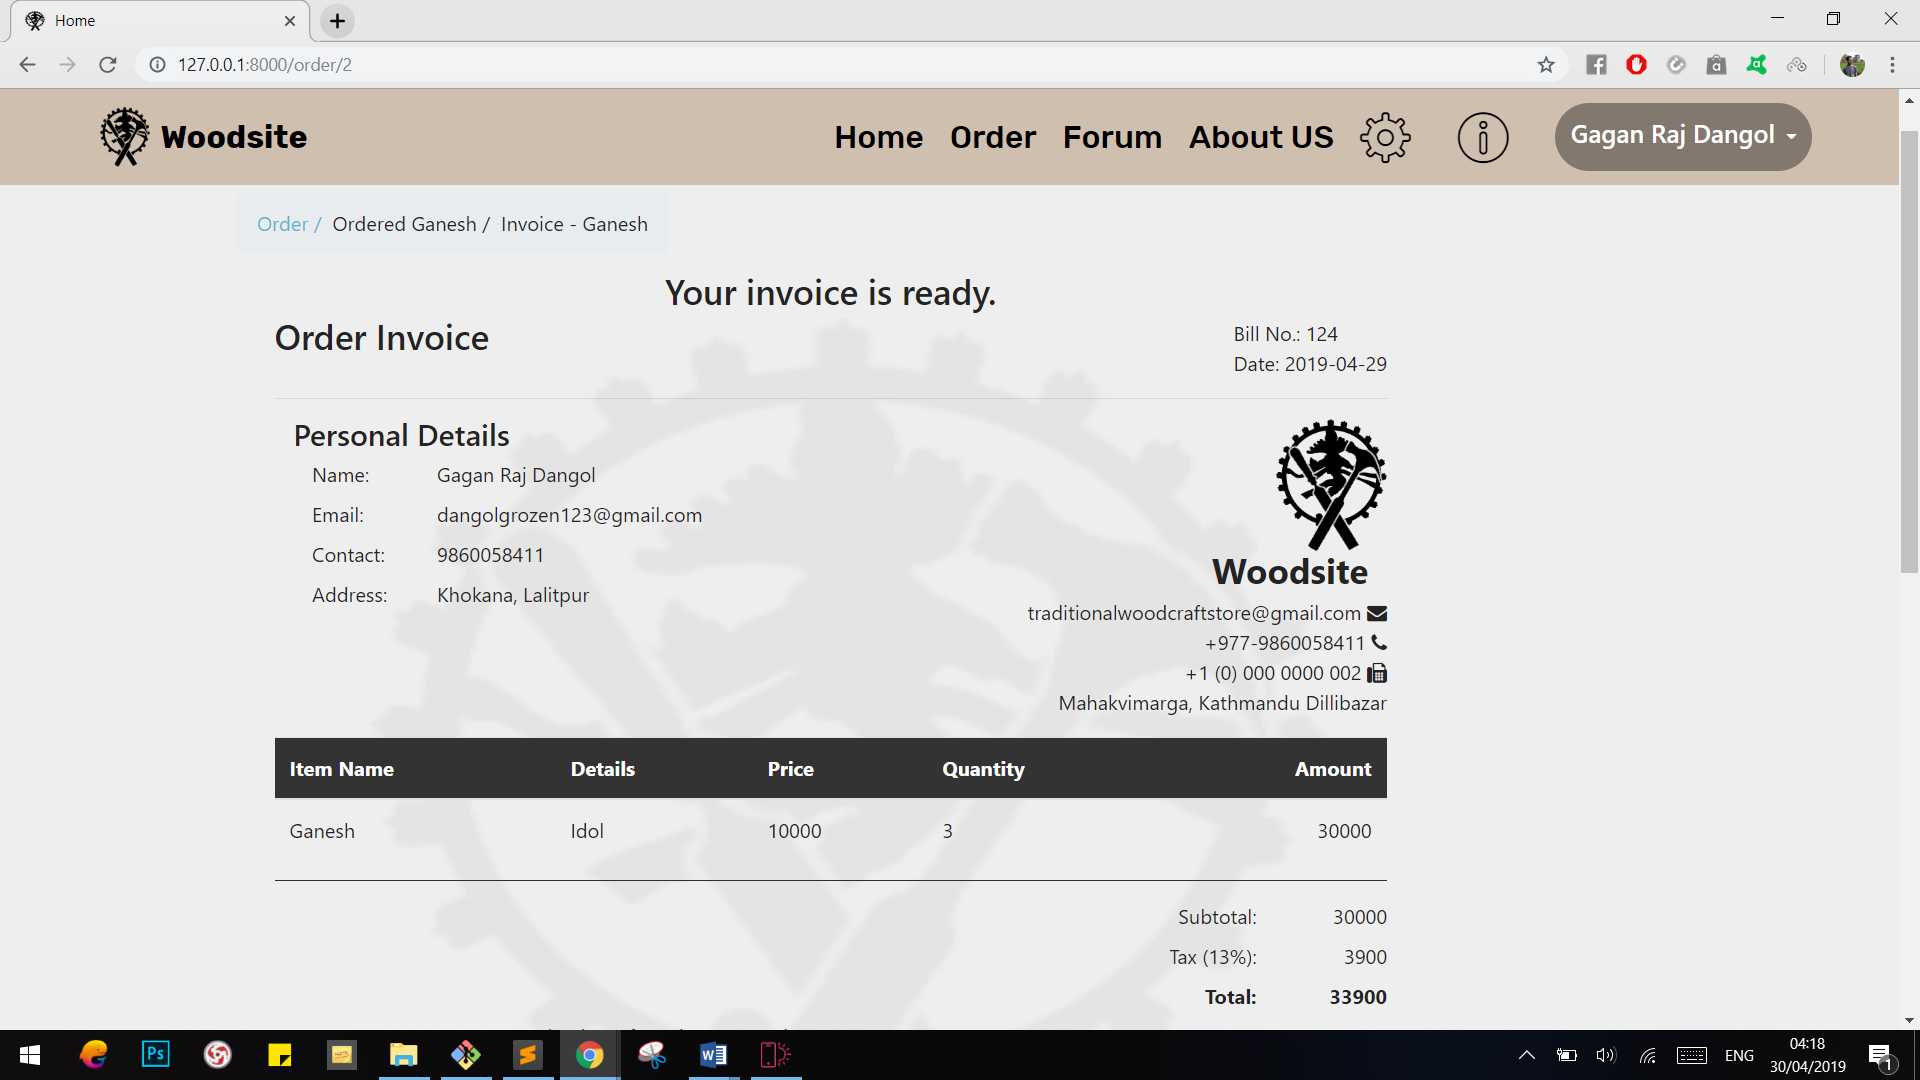 Home
127.0.0.1:8000/order/2
Woodsite Home Order Forum About US Gagan Raj Dangol
Order / Ordered Ganesh / Invoice - Ganesh
Your invoice is ready.
Order Invoice
Bill No.: 124
Date: 2019-04-29
Personal Details
Name: Gagan Raj Dangol
Email: dangolgrozen123@gmail.com
Contact: 9860058411
Address: Khokana, Lalitpur
Woodsite
traditionalwoodcraftstore@gmail.com
+977-9860058411
+1 (0) 000 0000 002
Mahakvimarga, Kathmandu Dillibazar
Item Name Details Price Quantity Amount
Ganesh Idol 10000 3 30000
Subtotal: 30000
Tax (13%): 3900
Total: 33900
Ps
ENG
04:18
30/04/2019
1